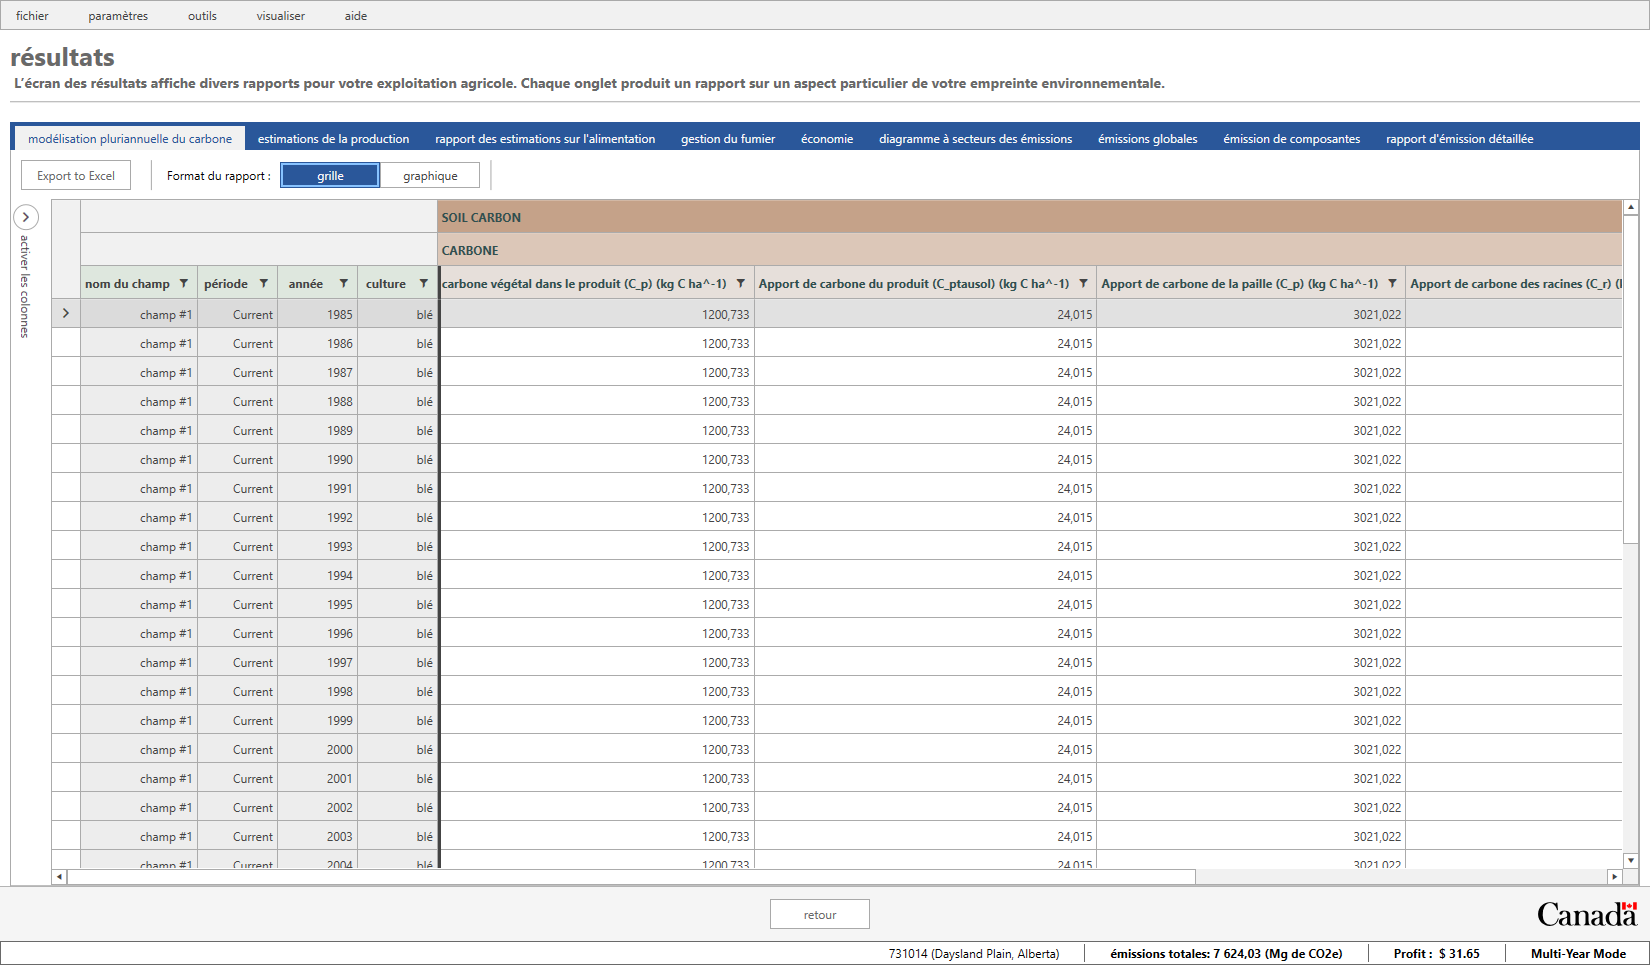 fichier paramètres outils visualiser aide
résultats
L'écran des résultats affiche divers rapports pour votre exploitation agricole. Chaque onglet produit un rapport sur un aspect particulier de votre empreinte environnementale.
modélisation pluriannuelle du carbone estimations de la production rapport des estimations sur l'alimentation gestion du fumier économie diagramme à secteurs des émissions émissions globales émission de composantes rapport d'émission détaillée
Export to Excel Format du rapport : grille graphique
activer les colonnes
SOIL CARBON
CARBONE
nom du champ période année culture carbone végétal dans le produit (C_p) (kg C ha^-1) Apport de carbone du produit (C_ptausol) (kg C ha^-1) Apport de carbone de la paille (C_p) (kg C ha^-1) Apport de carbone des racines (C_r) (
champ #1 Current 1985 blé 1200,733 24,015 3021,022
champ #1 Current 1986 blé 1200,733 24,015 3021,022
champ #1 Current 1987 blé 1200,733 24,015 3021,022
champ #1 Current 1988 blé 1200,733 24,015 3021,022
champ #1 Current 1989 blé 1200,733 24,015 3021,022
champ #1 Current 1990 blé 1200,733 24,015 3021,022
champ #1 Current 1991 blé 1200,733 24,015 3021,022
champ #1 Current 1992 blé 1200,733 24,015 3021,022
champ #1 Current 1993 blé 1200,733 24,015 3021,022
champ #1 Current 1994 blé 1200,733 24,015 3021,022
champ #1 Current 1995 blé 1200,733 24,015 3021,022
champ #1 Current 1996 blé 1200,733 24,015 3021,022
champ #1 Current 1997 blé 1200,733 24,015 3021,022
champ #1 Current 1998 blé 1200,733 24,015 3021,022
champ #1 Current 1999 blé 1200,733 24,015 3021,022
champ #1 Current 2000 blé 1200,733 24,015 3021,022
champ #1 Current 2001 blé 1200,733 24,015 3021,022
champ #1 Current 2002 blé 1200,733 24,015 3021,022
champ #1 Current 2003 blé 1200,733 24,015 3021,022
champ #1 Current 2004 blé 1200,733 24,015 3021,022
retour
Canada
731014 (Daysland Plain, Alberta) émissions totales: 7 624,03 (Mg de CO2e) Profit : $ 31.65 Multi-Year Mode